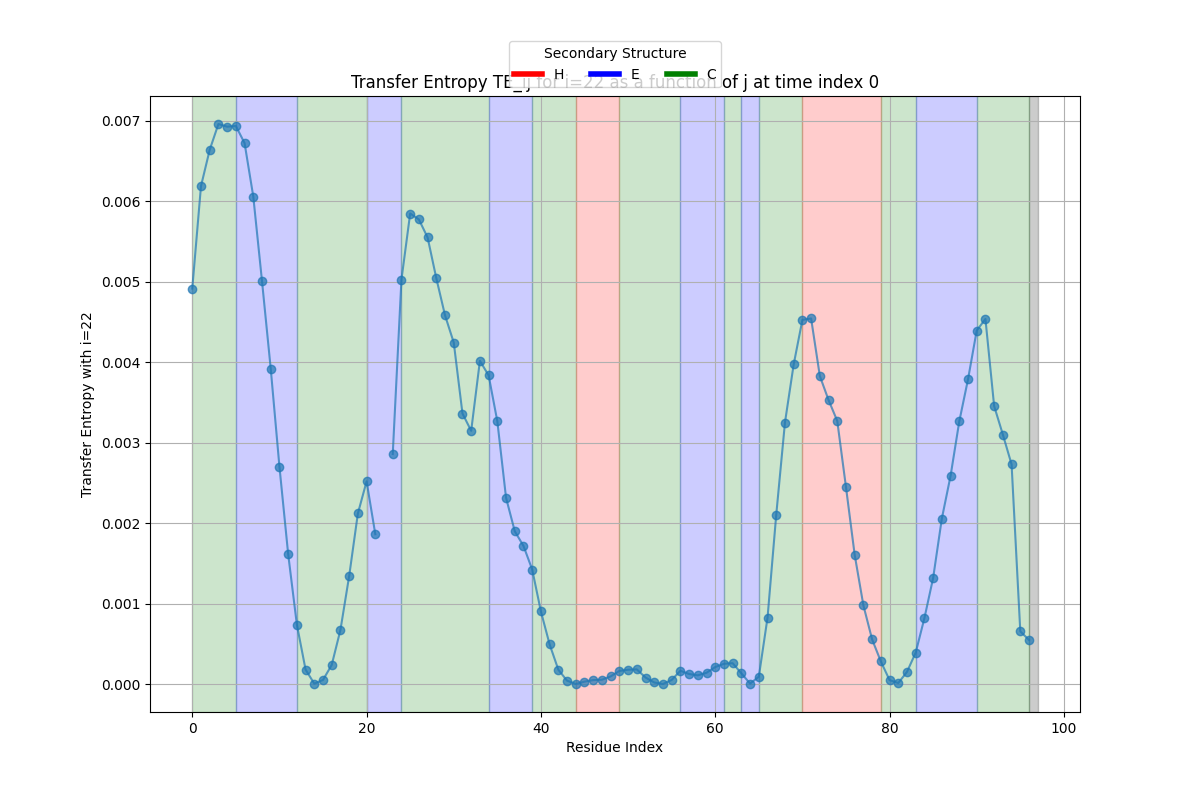 Secondary Structure
H E C
Transfer Entropy TE_ij for i=22 as a function of j at time index 0
0.007
0.006
0.005
0.004
0.003
0.002
0.001
0.000
Transfer Entropy with i=22
0 20 40 60 80 100
Residue Index